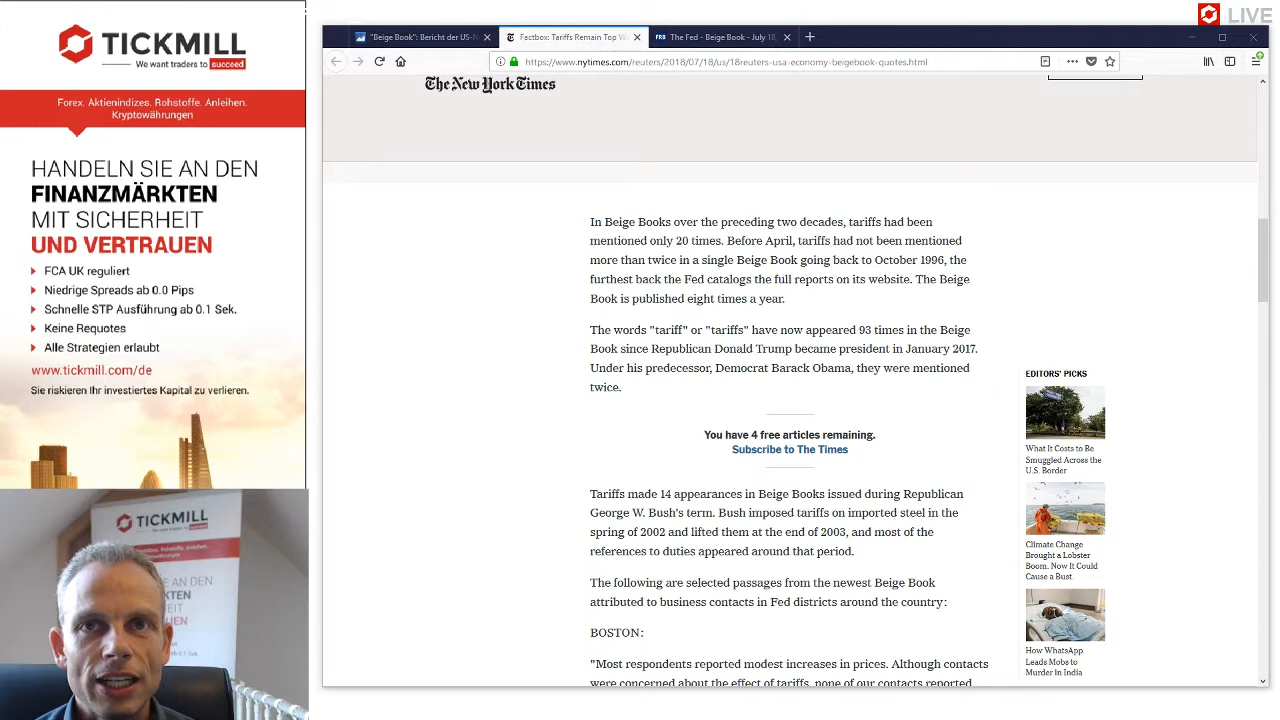 LIVE
TICKMILL
We want traders to succeed
Forex. Aktienindizes. Rohstoffe. Anleihen.
Kryptowährungen
HANDELN SIE AN DEN
FINANZMÄRKTEN
MIT SICHERHEIT
UND VERTRAUEN
FCA UK reguliert
Niedrige Spreads ab 0.0 Pips
Schnelle STP Ausführung ab 0.1 Sek.
Keine Requotes
Alle Strategien erlaubt
www.tickmill.com/de
Sie riskieren Ihr investiertes Kapital zu verlieren.
TICKMILL
"Beige Book": Bericht der US-N
Factbox: Tariffs Remain Top W
FRB
The Fed - Beige Book - July 18,
https://www.nytimes.com/reuters/2018/07/18/us/18reuters-usa-economy-beigebook-quotes.html
The New York Times
In Beige Books over the preceding two decades, tariffs had been
mentioned only 20 times. Before April, tariffs had not been mentioned
more than twice in a single Beige Book going back to October 1996, the
furthest back the Fed catalogs the full reports on its website. The Beige
Book is published eight times a year.
The words "tariff" or "tariffs" have now appeared 93 times in the Beige
Book since Republican Donald Trump became president in January 2017.
Under his predecessor, Democrat Barack Obama, they were mentioned
twice.
You have 4 free articles remaining.
Subscribe to The Times
Tariffs made 14 appearances in Beige Books issued during Republican
George W. Bush's term. Bush imposed tariffs on imported steel in the
spring of 2002 and lifted them at the end of 2003, and most of the
references to duties appeared around that period.
The following are selected passages from the newest Beige Book
attributed to business contacts in Fed districts around the country:
BOSTON:
"Most respondents reported modest increases in prices. Although contacts
were concerned about the effect of tariffs, none of our contacts reported
EDITORS' PICKS
What It Costs to Be
Smuggled Across the
U.S. Border
Climate Change
Brought a Lobster
Boom. Now It Could
Cause a Bust.
How WhatsApp
Leads Mobs to
Murder in India